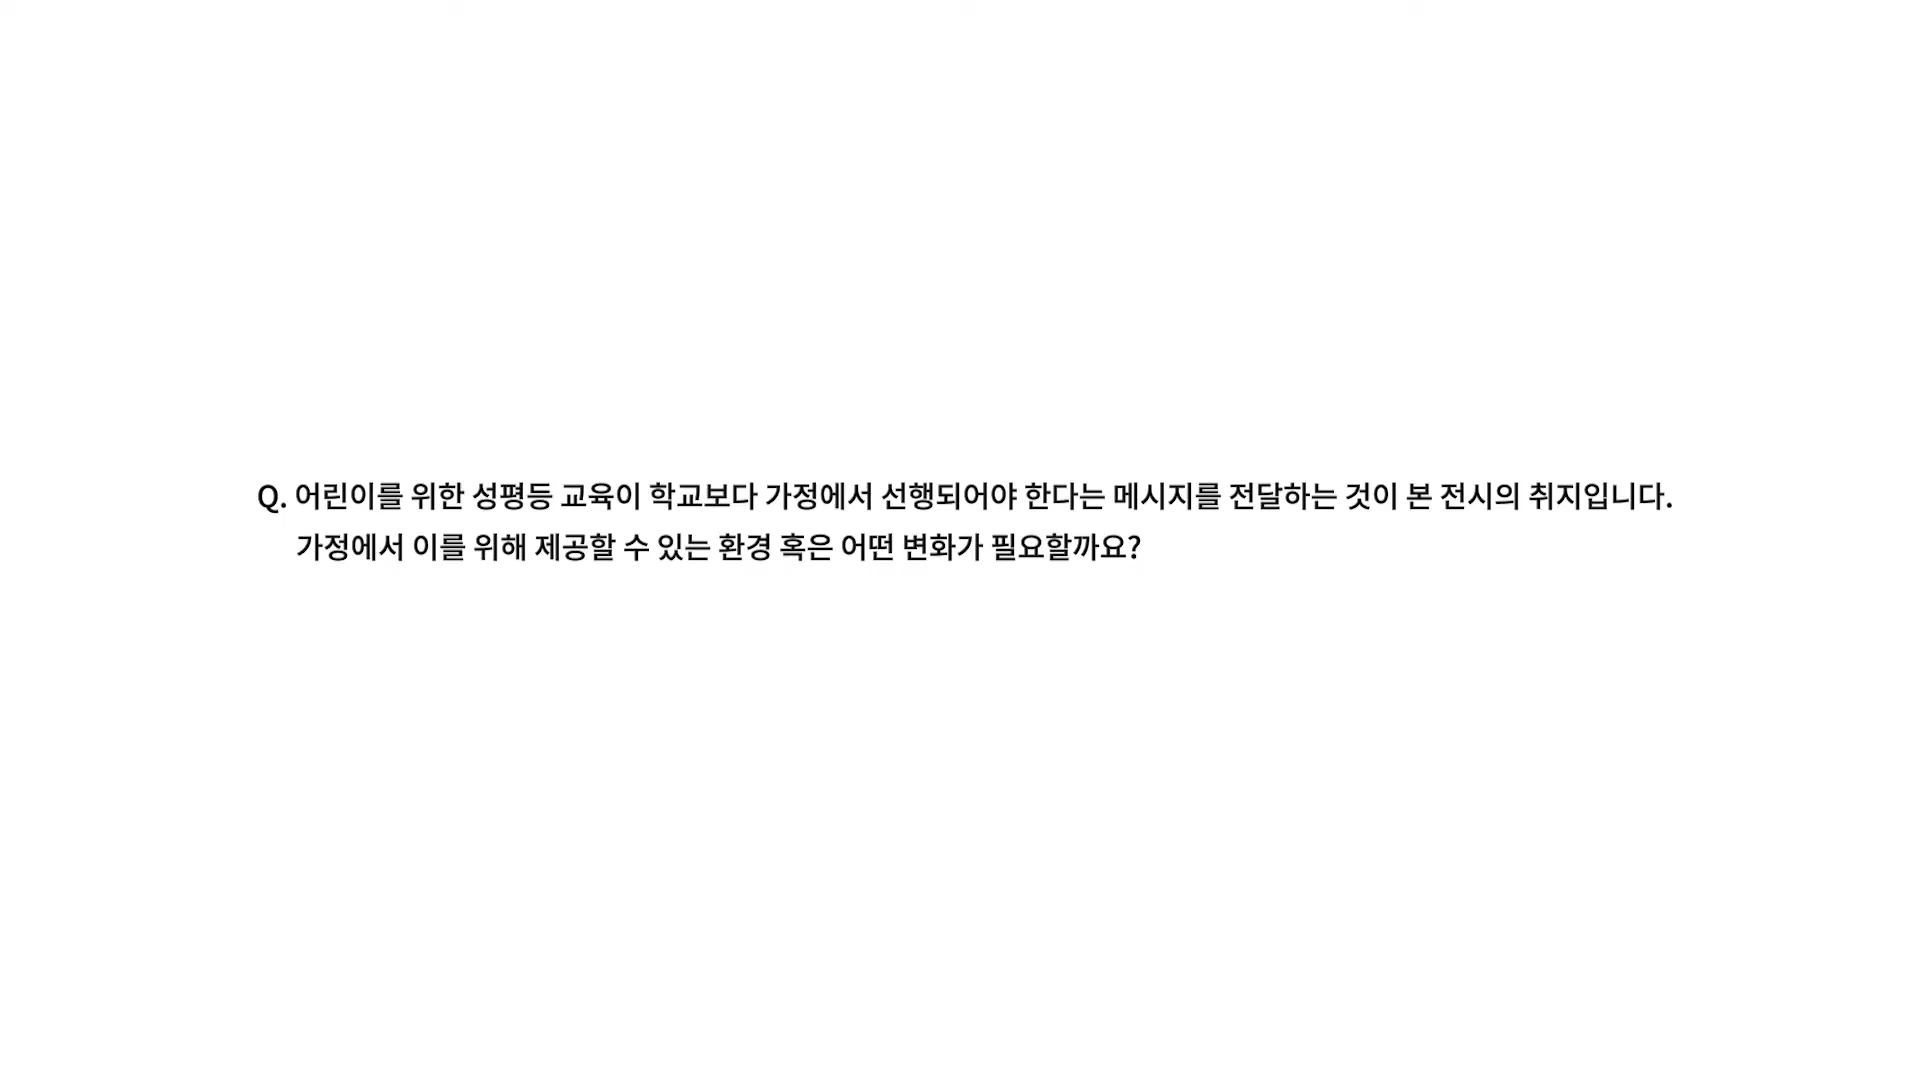 Q. 어린이를 위한 성평등 교육이 학교보다 가정에서 선행되어야 한다는 메시지를 전달하는 것이 본 전시의 취지입니다.
가정에서 이를 위해 제공할 수 있는 환경 혹은 어떤 변화가 필요할까요?